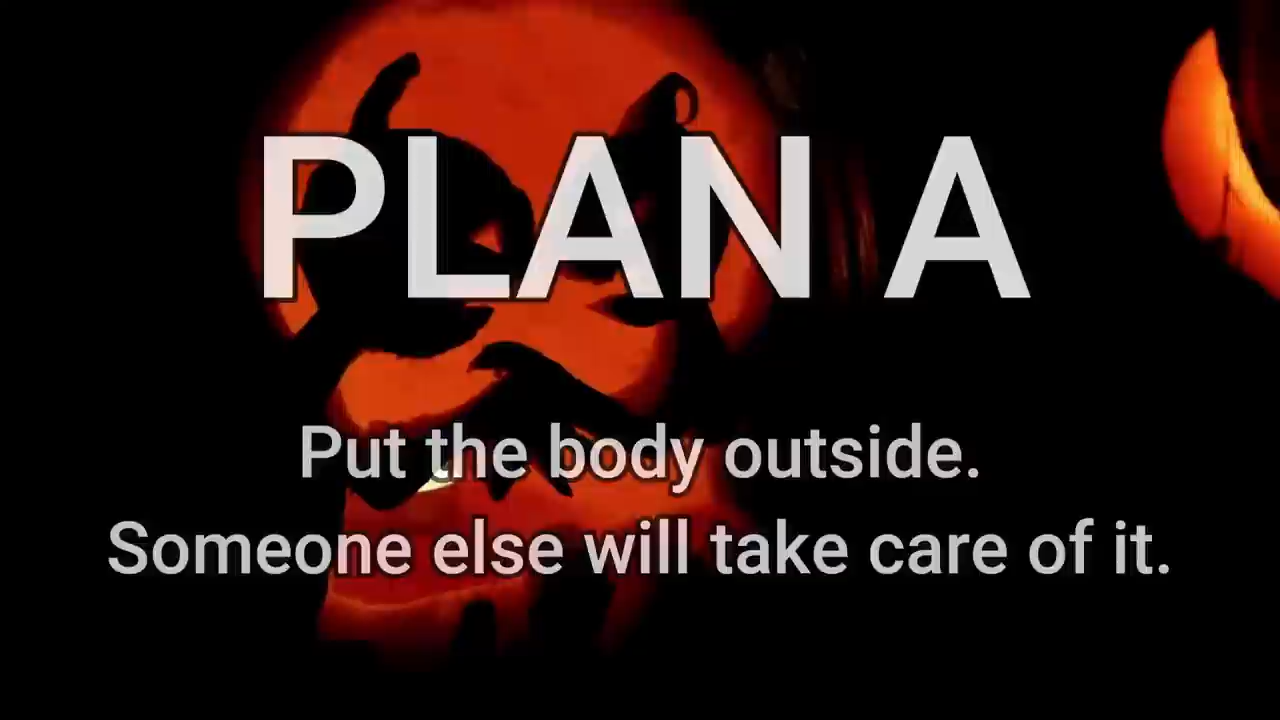 PLAN A
Put the body outside.
Someone else will take care of it.